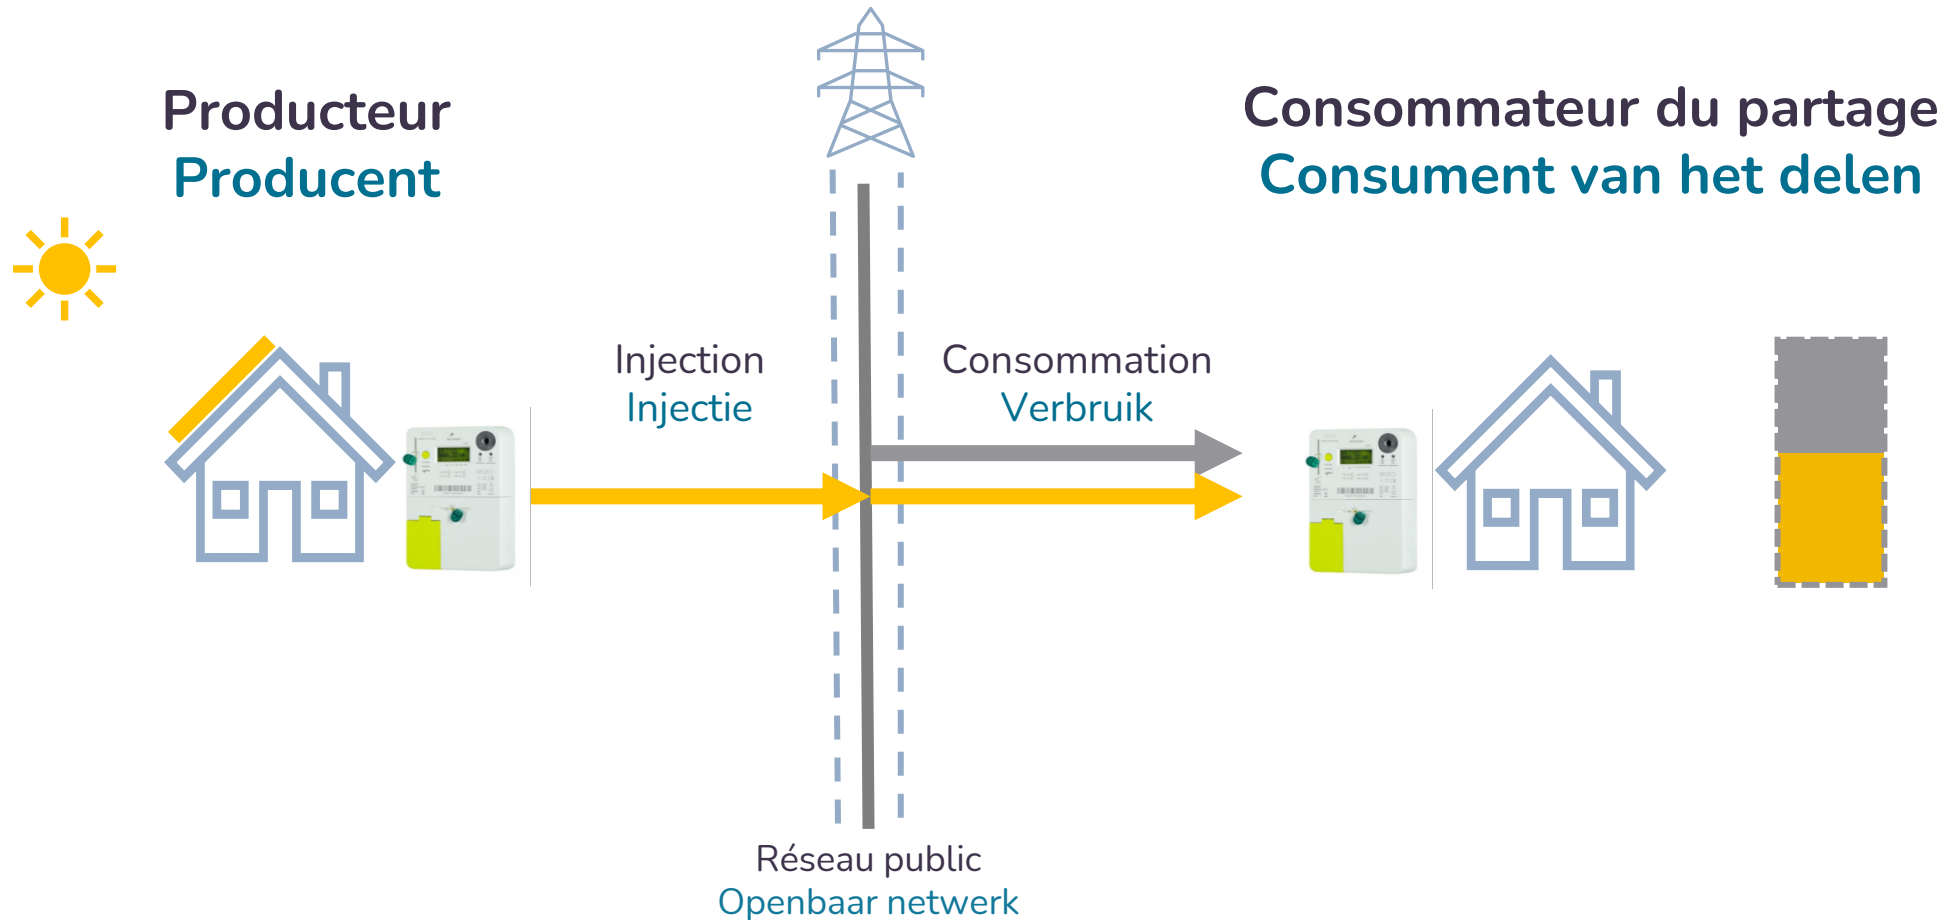 Producteur
Producent
Consommateur du partage
Consument van het delen
Injection
Injectie
Consommation
Verbruik
Réseau public
Openbaar netwerk